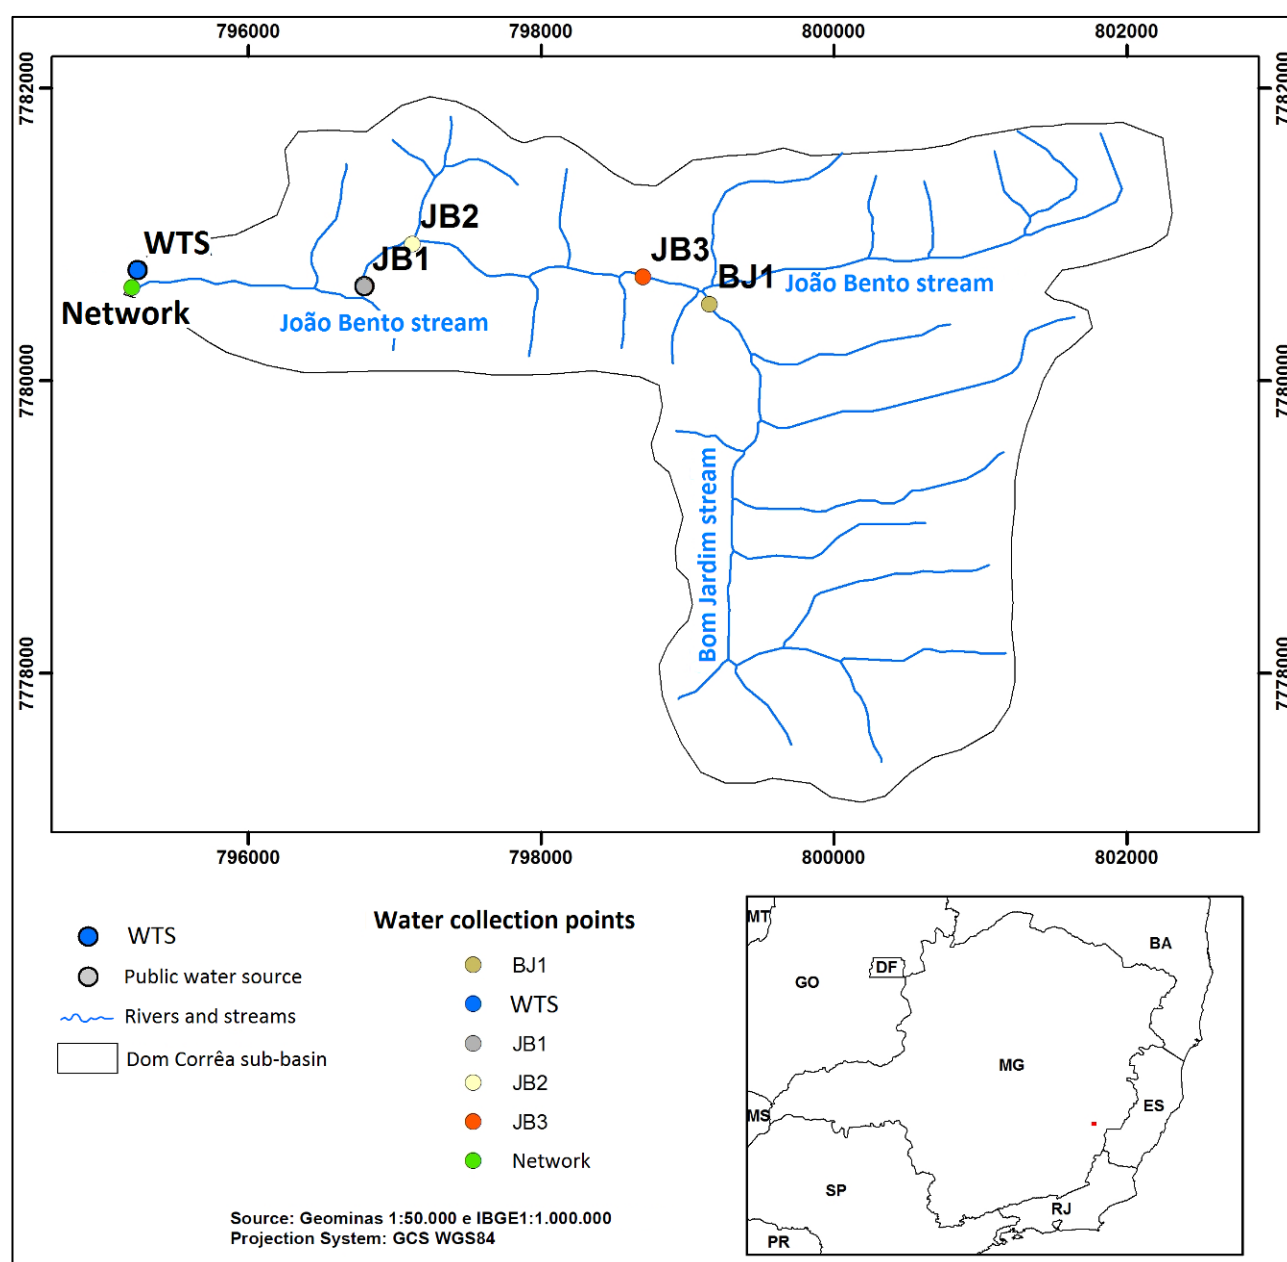 796000
798000
800000
802000
7782000
7782000
JB2
WTS
JB1
JB3
BJ1
João Bento stream
Network
João Bento stream
7780000
7780000
Bom Jardim stream
7778000
7778000
796000
798000
800000
802000
WTS
Public water source
Rivers and streams
Dom Corrêa sub-basin
Water collection points
BJ1
WTS
JB1
JB2
JB3
Network
Source: Geominas 1:50.000 e IBGE1:1.000.000
Projection System: GCS WGS84
MT
BA
DF
GO
MG
MS
ES
SP
RJ
PR